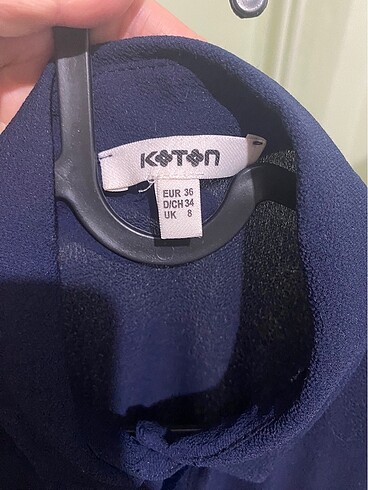 KOTON
EUR 36
D/CH 34
UK 8